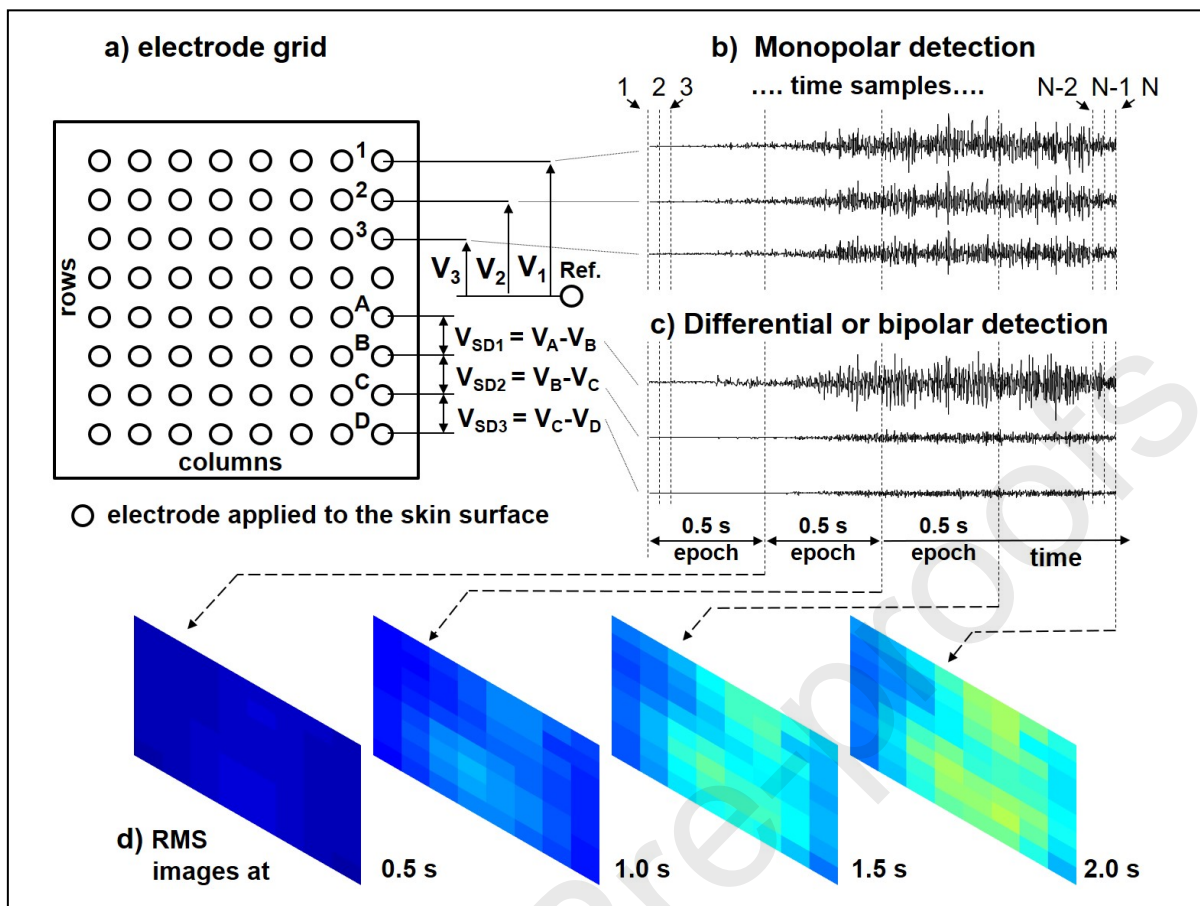 a) electrode grid
1
2
3
A
B
C
D
rows
columns
V3
V2
V1
Ref.
VSD1 = VA-VB
VSD2 = VB-VC
VSD3 = VC-VD
electrode applied to the skin surface
b) Monopolar detection
1 2 3 .... time samples.... N-2 N-1 N
c) Differential or bipolar detection
0.5 s 0.5 s 0.5 s
epoch epoch epoch time
d) RMS
images at 0.5 s 1.0 s 1.5 s 2.0 s
re-proofs